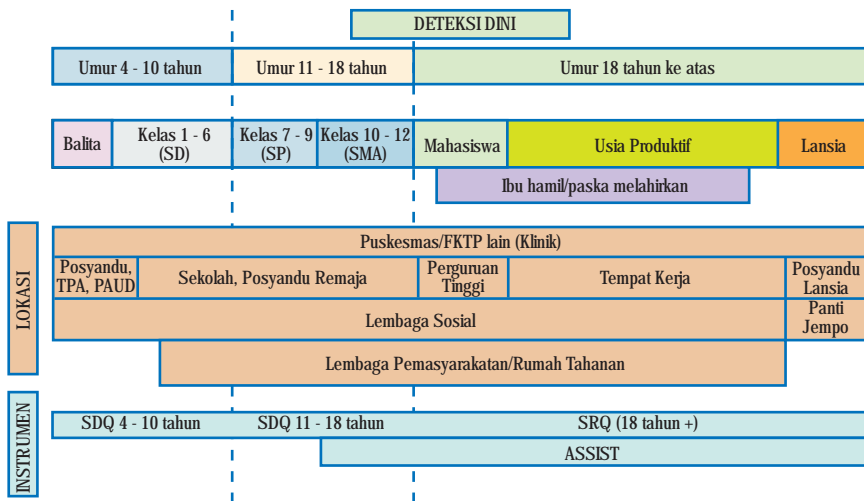 DETEKSI DINI
Umur 4 - 10 tahun
Umur 11 - 18 tahun
Umur 18 tahun ke atas
Balita
Kelas 1 - 6
(SD)
Kelas 7 - 9
(SP)
Kelas 10 - 12
(SMA)
Mahasiswa
Usia Produktif
Lansia
Ibu hamil/paska melahirkan
LOKASI
Puskesmas/FKTP lain (Klinik)
Posyandu,
TPA, PAUD
Sekolah, Posyandu Remaja
Perguruan
Tinggi
Tempat Kerja
Posyandu
Lansia
Lembaga Sosial
Panti
Jempo
Lembaga Pemasyarakatan/Rumah Tahanan
INSTRUMEN
SDQ 4 - 10 tahun
SDQ 11 - 18 tahun
SRQ (18 tahun +)
ASSIST